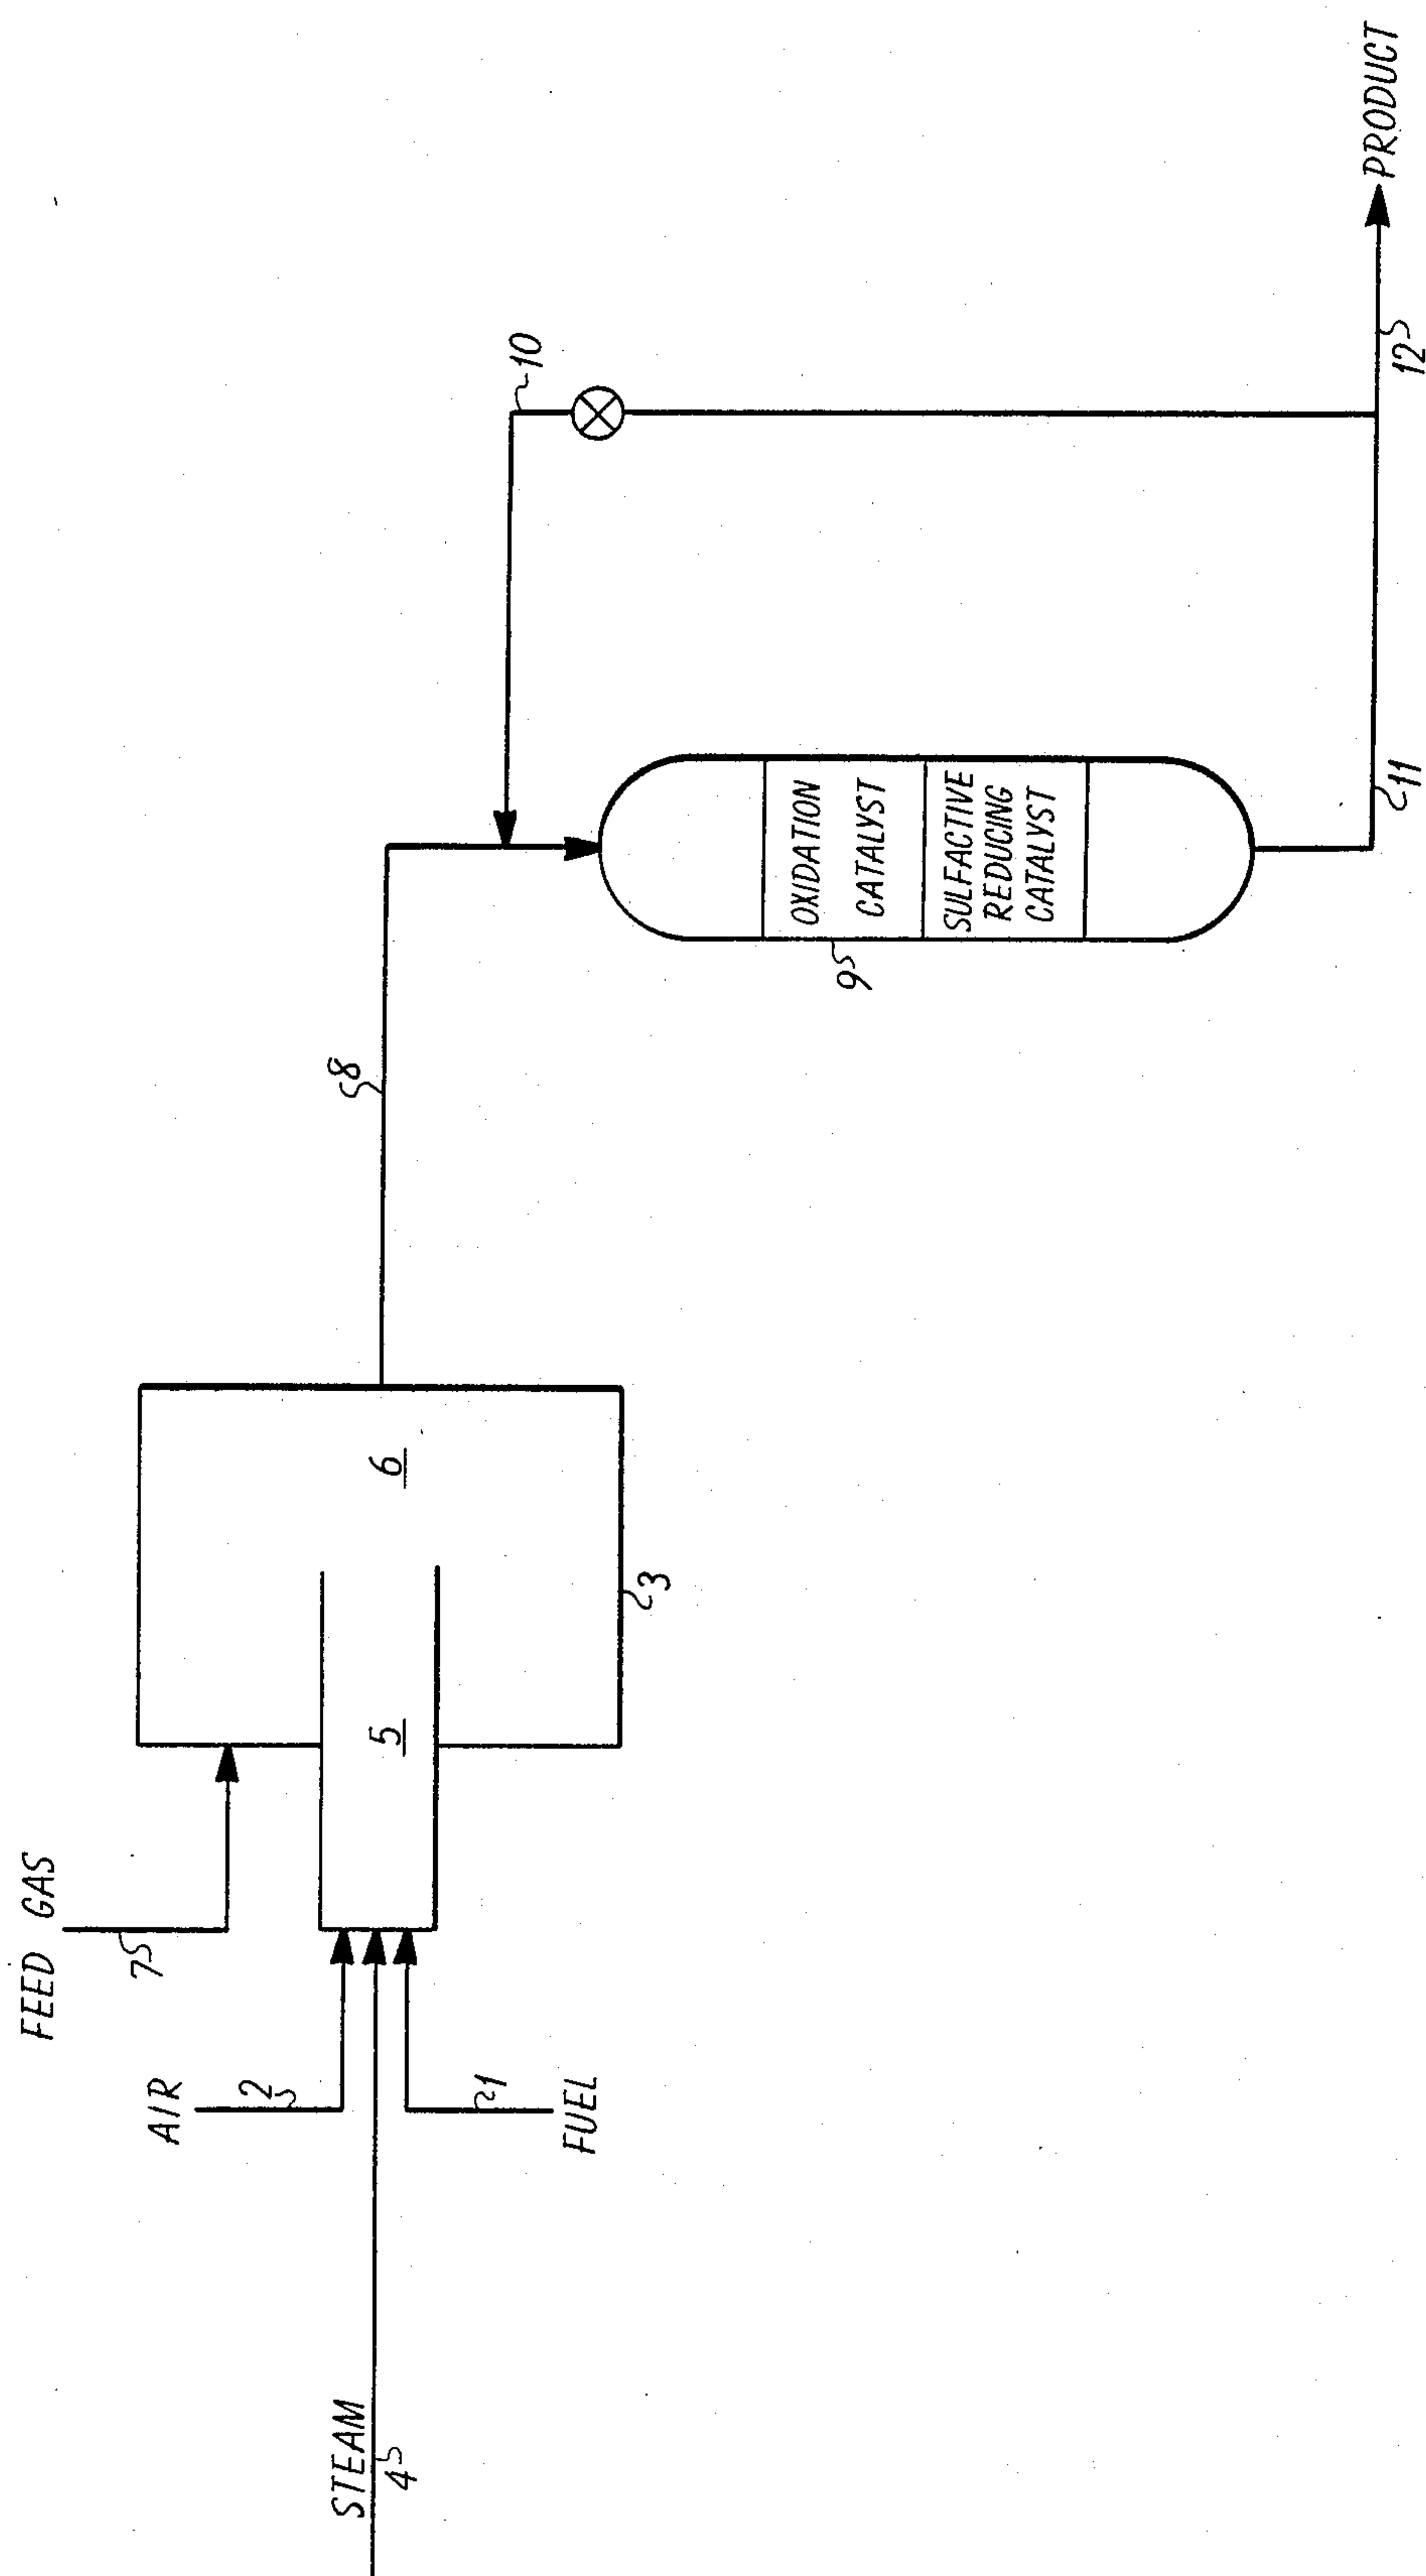 FEED GAS
7
AIR
2
STEAM
4
1
FUEL
5
6
3
8
10
OXIDATION
CATALYST
SULFACTIVE
REDUCING
CATALYST
9
11
12
PRODUCT